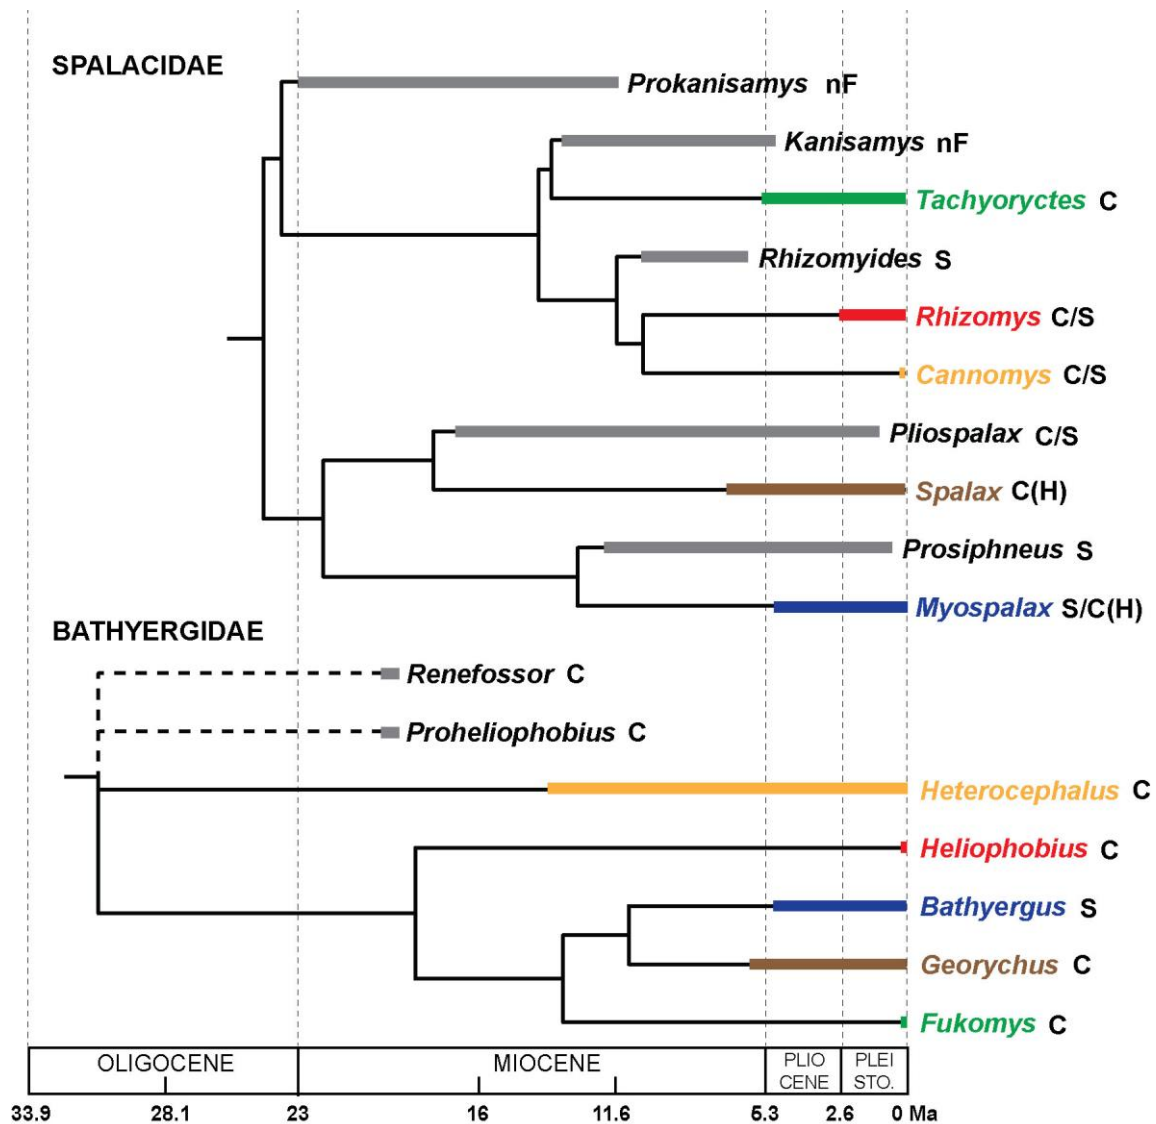 SPALACIDAE
Prokanisamys nF
Kanisamys nF
Tachyoryctes C
Rhizomyides S
Rhizomys C/S
Cannomys C/S
Pliospalax C/S
Spalax C(H)
Prosiphneus S
Myospalax S/C(H)
BATHYERGIDAE
Renefossor C
Proheliophobius C
Heterocephalus C
Heliophobius C
Bathyergus S
Georychus C
Fukomys C
OLIGOCENE MIOCENE PLIO PLEI
CENE STO.
33.9 28.1 23 16 11.6 5.3 2.6 0 Ma